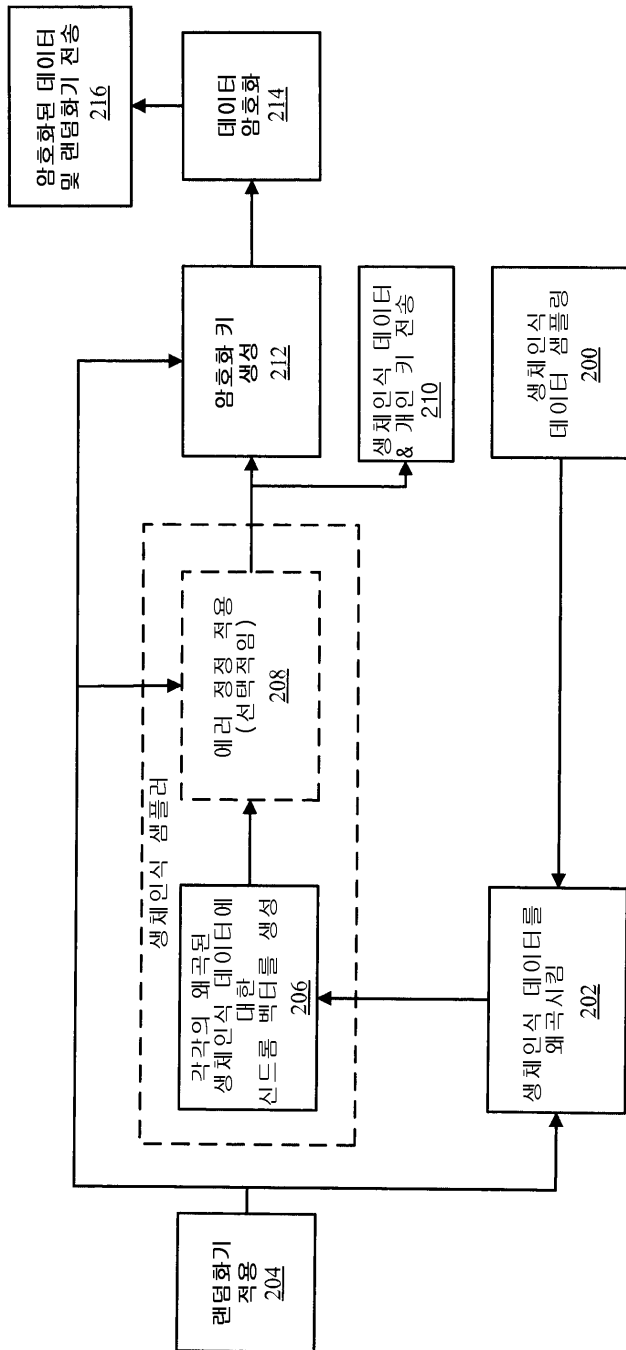 랜덤화기
적용
204
생체인식 샘플러
각각의 왜곡된
생체인식 데이터에
대한
신드롬 벡터를 생성
206
에러 정정 적용
(선택적임)
208
암호화 키
생성
212
데이터
암호화
214
암호화된 데이터
및 랜덤화기 전송
216
생체인식 데이터
& 개인 키 전송
210
생체인식 데이터를
왜곡시킴
202
생체인식
데이터 샘플링
200